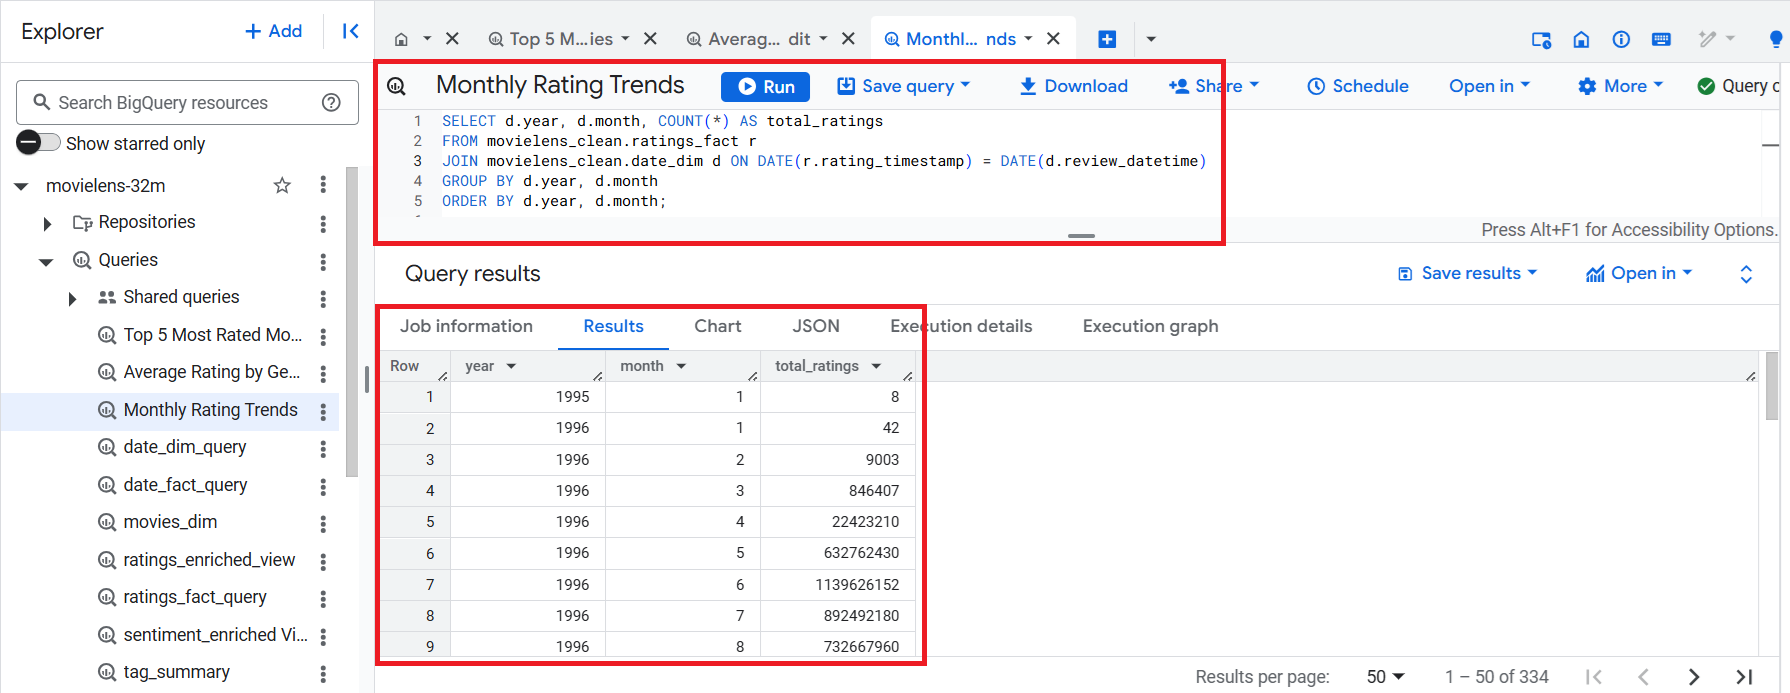 Explorer
+ Add
Top 5 M...ies
Averag... dit
Monthl... nds
Search BigQuery resources
Show starred only
movielens-32m
Repositories
Queries
Shared queries
Top 5 Most Rated Mo...
Average Rating by Ge...
Monthly Rating Trends
date_dim_query
date_fact_query
movies_dim
ratings_enriched_view
ratings_fact_query
sentiment_enriched Vi...
tag_summary
Monthly Rating Trends
Run
Save query
Download
Share
Schedule
Open in
More
Query c
1 SELECT d.year, d.month, COUNT(*) AS total_ratings
2 FROM movielens_clean.ratings_fact r
3 JOIN movielens_clean.date_dim d ON DATE(r.rating_timestamp) = DATE(d.review_datetime)
4 GROUP BY d.year, d.month
5 ORDER BY d.year, d.month;
Press Alt+F1 for Accessibility Options.
Query results
Save results
Open in
Job information Results Chart JSON Execution details Execution graph
Row year month total_ratings
1 1995 1 8
2 1996 1 42
3 1996 2 9003
4 1996 3 846407
5 1996 4 22423210
6 1996 5 632762430
7 1996 6 1139626152
8 1996 7 892492180
9 1996 8 732667960
Results per page: 50 1 – 50 of 334